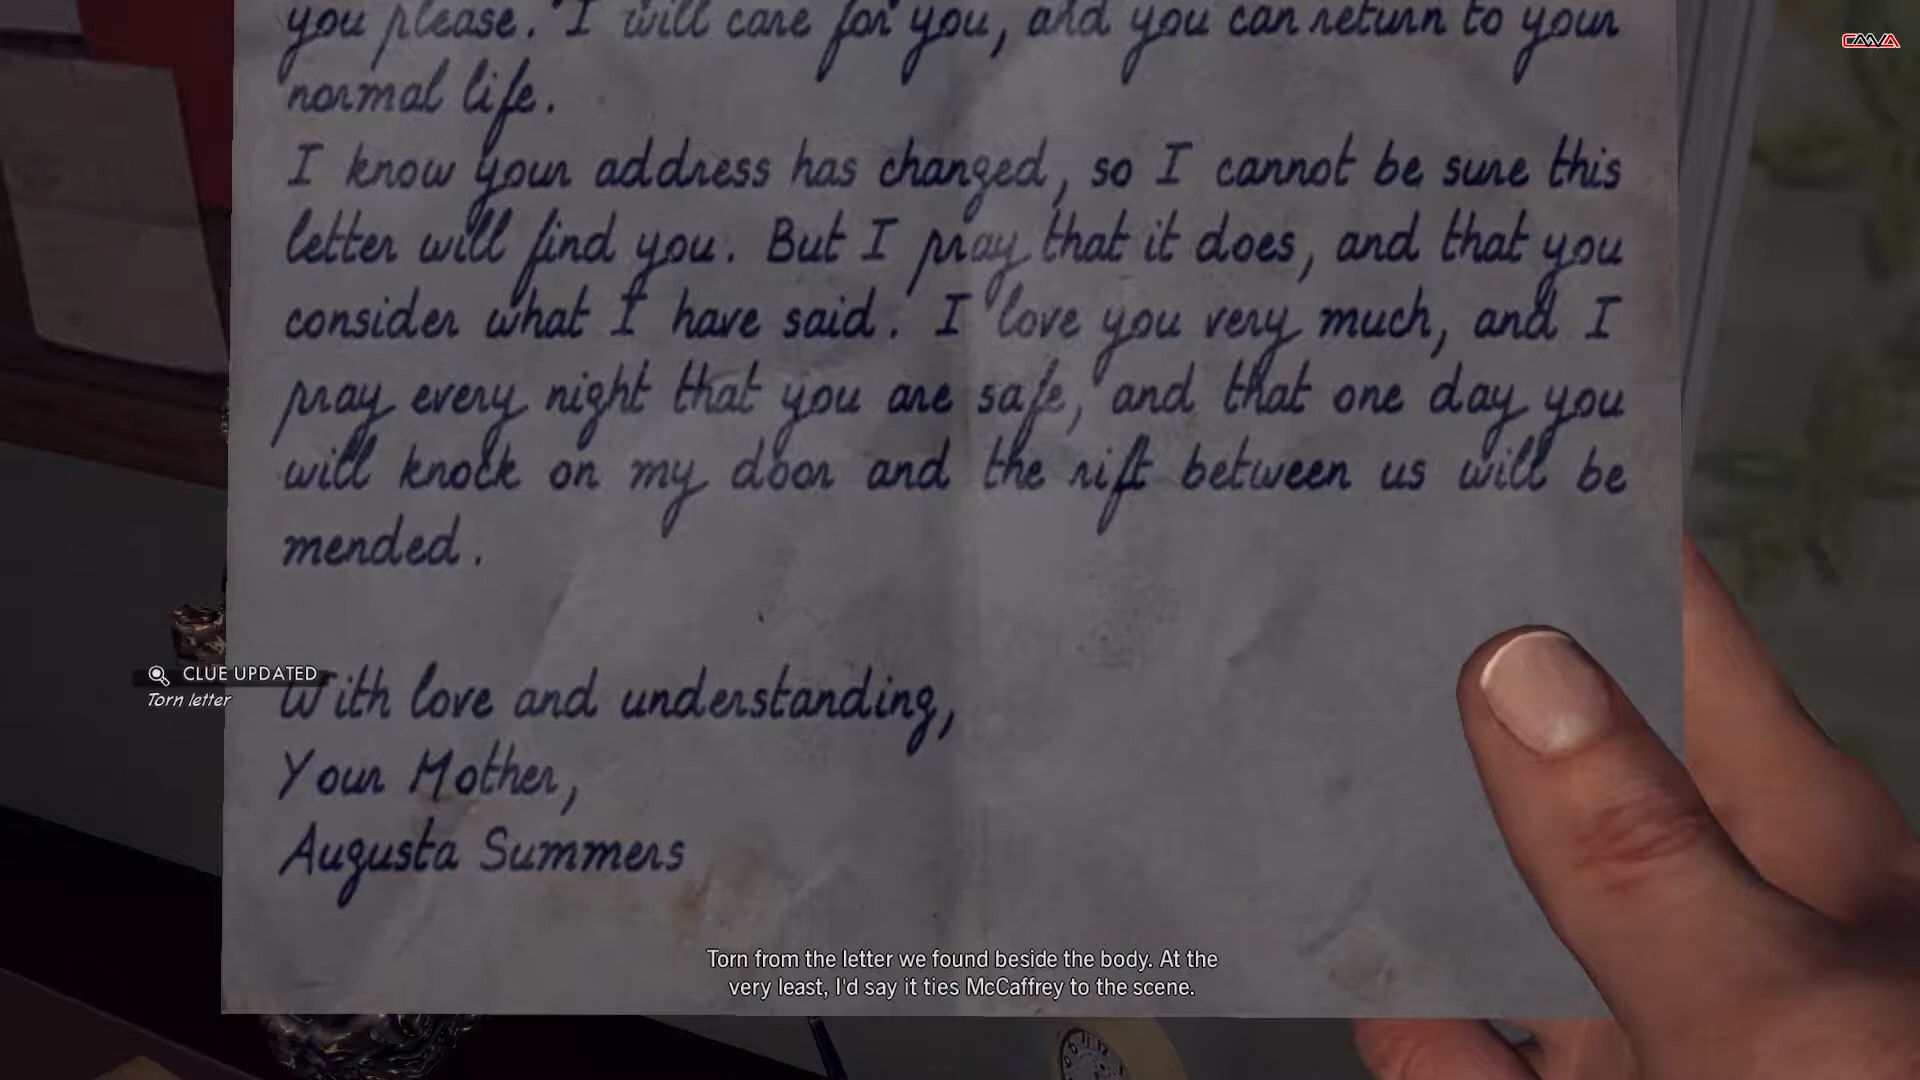 you please. I will care for you, and you can return to your
normal life.
I know your address has changed, so I cannot be sure this
letter will find you. But I pray that it does, and that you
consider what I have said. I love you very much, and I
pray every night that you are safe, and that one day you
will knock on my door and the rift between us will be
mended.
CLUE UPDATED
Torn letter
With love and understanding,
Your Mother,
Augusta Summers
Torn from the letter we found beside the body. At the
very least, I'd say it ties McCaffrey to the scene.